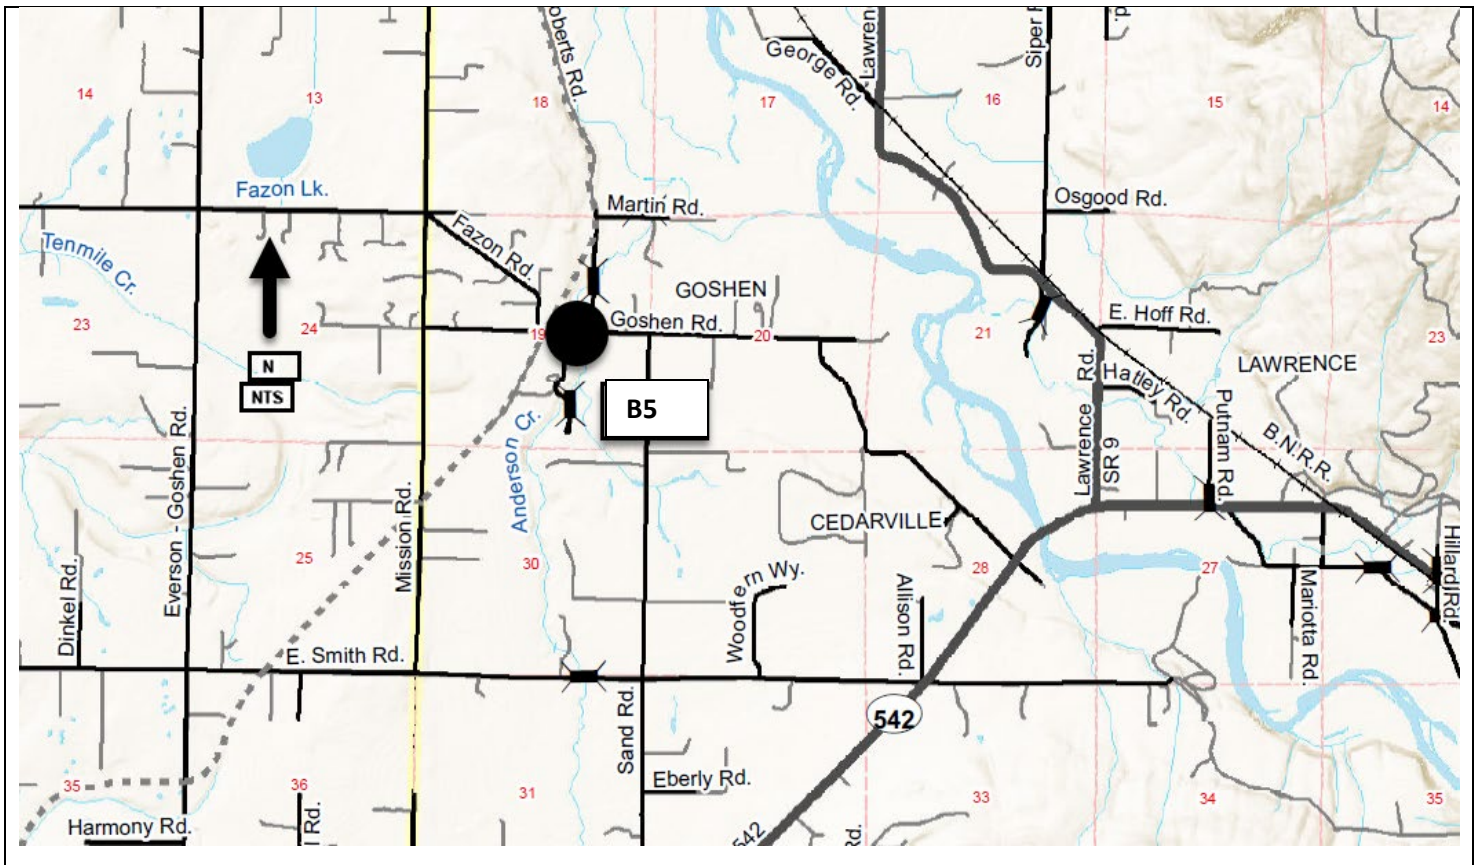 oberts Rd.
George Rd.
Lawren
Siper
14
13
18
17
16
15
14
Fazon Lk.
Martin Rd.
Osgood Rd.
Tenmile Cr.
Fazon Rd.
GOSHEN
Goshen Rd.
E. Hoff Rd.
23
24
19
20
21
23
LAWRENCE
N
NTS
B5
Hatley Rd.
Putnam Rd.
B.N.R.R.
Lawrence Rd.
SR 9
Everson - Goshen Rd.
Anderson Cr.
Mission Rd.
CEDARVILLE
Dinkel Rd.
25
30
28
27
Woodfern Wy.
Allison Rd.
Mariotta Rd.
Hillard Rd.
E. Smith Rd.
542
Sand Rd.
Eberly Rd.
35
36
31
33
34
35
Harmony Rd.
l Rd.
542
Rd.